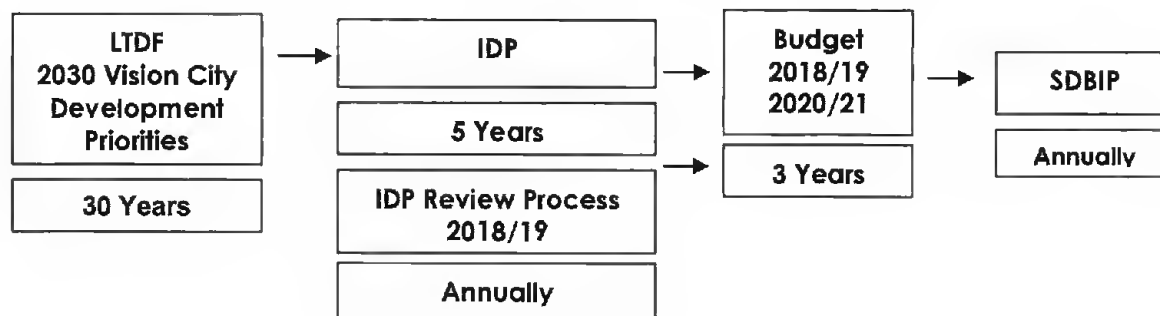 LTDF
2030 Vision City
Development
Priorities
30 Years
IDP
5 Years
IDP Review Process
2018/19
Annually
Budget
2018/19
2020/21
3 Years
SDBIP
Annually